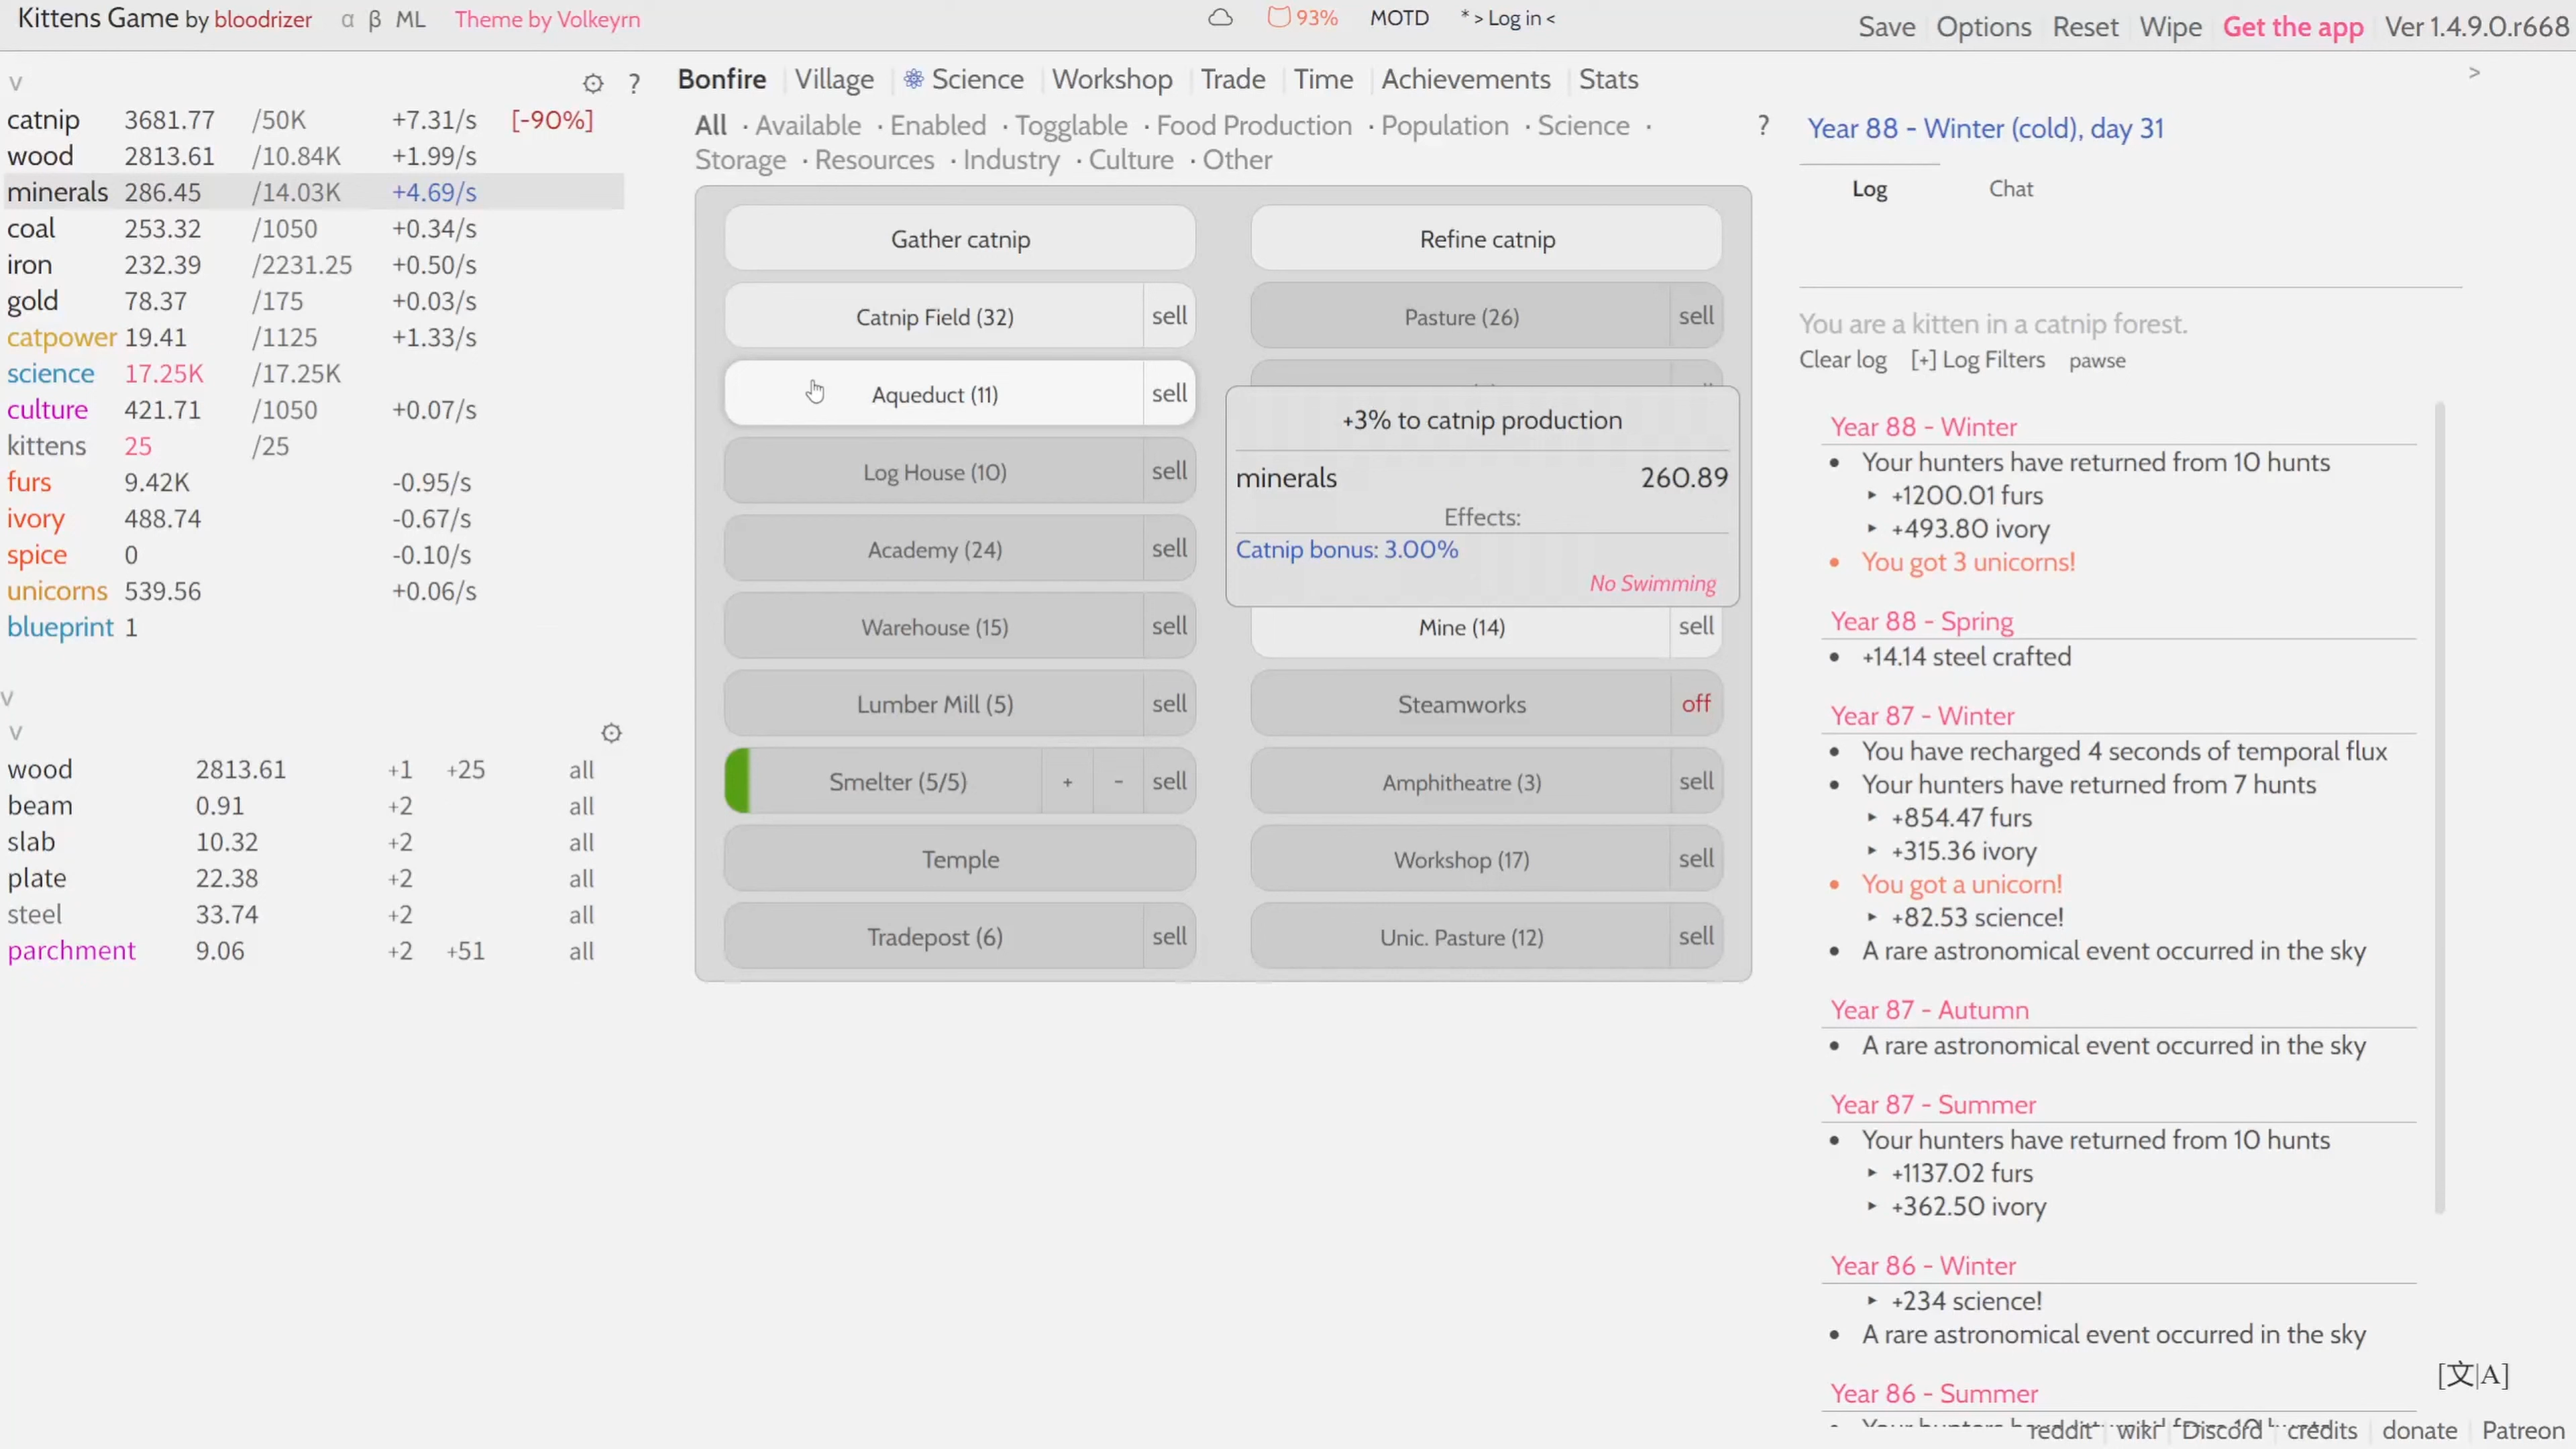 Kittens Game by bloodrizer α β ML Theme by Volkeyrn 93% MOTD * > Log in < Save Options Reset Wipe Get the app Ver 1.4.9.0.r668
v ?
catnip 3681.77 /50K +7.31/s [-90%]
wood 2813.61 /10.84K +1.99/s
minerals 286.45 /14.03K +4.69/s
coal 253.32 /1050 +0.34/s
iron 232.39 /2231.25 +0.50/s
gold 78.37 /175 +0.03/s
catpower 19.41 /1125 +1.33/s
science 17.25K /17.25K
culture 421.71 /1050 +0.07/s
kittens 25 /25
furs 9.42K -0.95/s
ivory 488.74 -0.67/s
spice 0 -0.10/s
unicorns 539.56 +0.06/s
blueprint 1
v
v
wood 2813.61 +1 +25 all
beam 0.91 +2 all
slab 10.32 +2 all
plate 22.38 +2 all
steel 33.74 +2 all
parchment 9.06 +2 +51 all
Bonfire Village Science Workshop Trade Time Achievements Stats
All · Available · Enabled · Togglable · Food Production · Population · Science · ?
Storage · Resources · Industry · Culture · Other
Gather catnip Refine catnip
Catnip Field (32) sell Pasture (26) sell
Aqueduct (11) sell
Log House (10) sell
Academy (24) sell
+3% to catnip production
minerals 260.89
Effects:
Catnip bonus: 3.00%
No Swimming
Warehouse (15) sell Mine (14) sell
Lumber Mill (5) sell Steamworks off
Smelter (5/5) + - sell Amphitheatre (3) sell
Temple Workshop (17) sell
Tradepost (6) sell Unic. Pasture (12) sell
>
Year 88 - Winter (cold), day 31
Log Chat
You are a kitten in a catnip forest.
Clear log [+] Log Filters pawse
Year 88 - Winter
• Your hunters have returned from 10 hunts
‣ +1200.01 furs
‣ +493.80 ivory
• You got 3 unicorns!
Year 88 - Spring
• +14.14 steel crafted
Year 87 - Winter
• You have recharged 4 seconds of temporal flux
• Your hunters have returned from 7 hunts
‣ +854.47 furs
‣ +315.36 ivory
• You got a unicorn!
‣ +82.53 science!
• A rare astronomical event occurred in the sky
Year 87 - Autumn
• A rare astronomical event occurred in the sky
Year 87 - Summer
• Your hunters have returned from 10 hunts
‣ +1137.02 furs
‣ +362.50 ivory
Year 86 - Winter
‣ +234 science!
• A rare astronomical event occurred in the sky
Year 86 - Summer
[文|A]
reddit wiki Discord credits donate Patreon